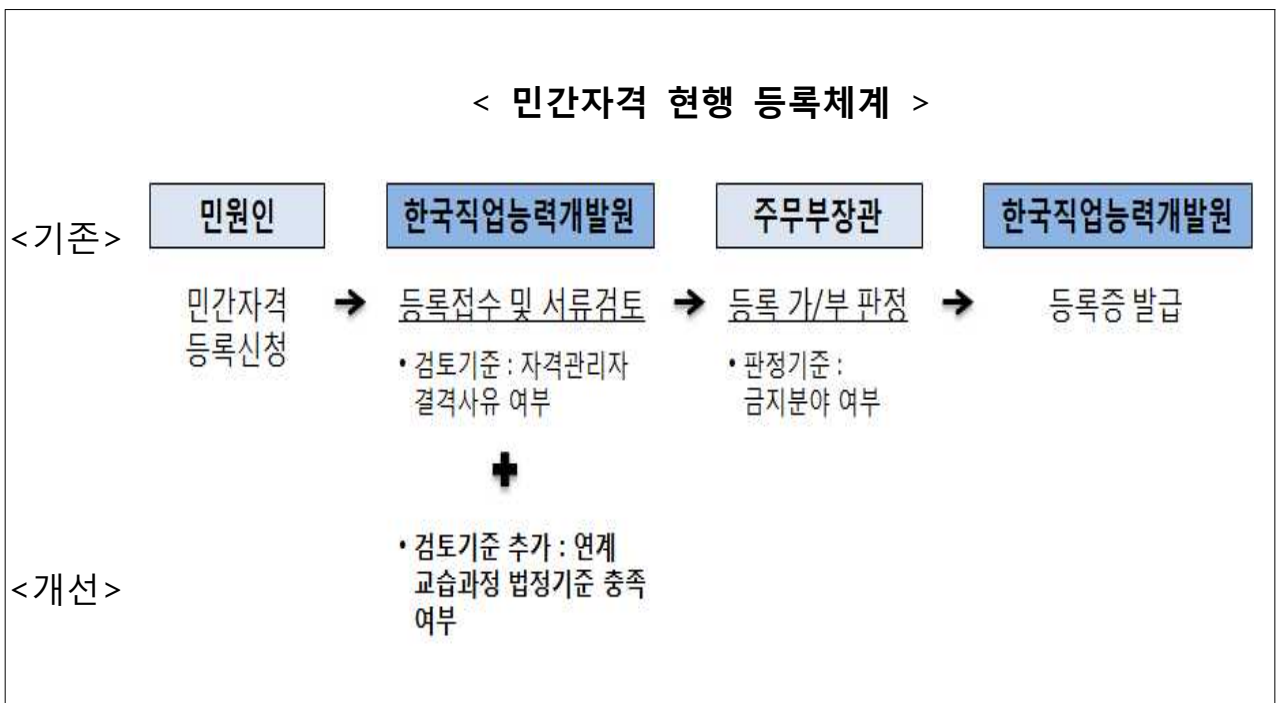 < 민간자격 현행 등록체계 >
<기존>
민원인
한국직업능력개발원
주무부장관
한국직업능력개발원
민간자격
등록신청
➔
등록접수 및 서류검토
• 검토기준 : 자격관리자
결격사유 여부
➔
등록 가/부 판정
• 판정기준 :
금지분야 여부
➔
등록증 발급
+
<개선>
• 검토기준 추가 : 연계
교습과정 법정기준 충족
여부